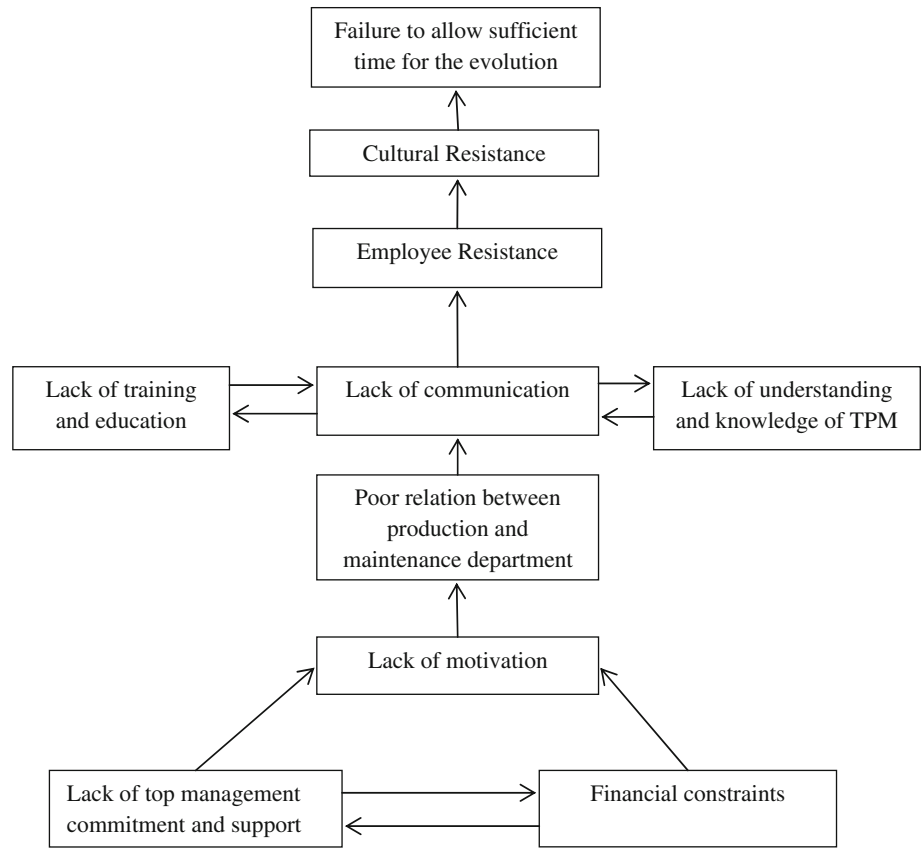 Failure to allow sufficient
time for the evolution
Cultural Resistance
Employee Resistance
Lack of training
and education
Lack of communication
Lack of understanding
and knowledge of TPM
Poor relation between
production and
maintenance department
Lack of motivation
Lack of top management
commitment and support
Financial constraints